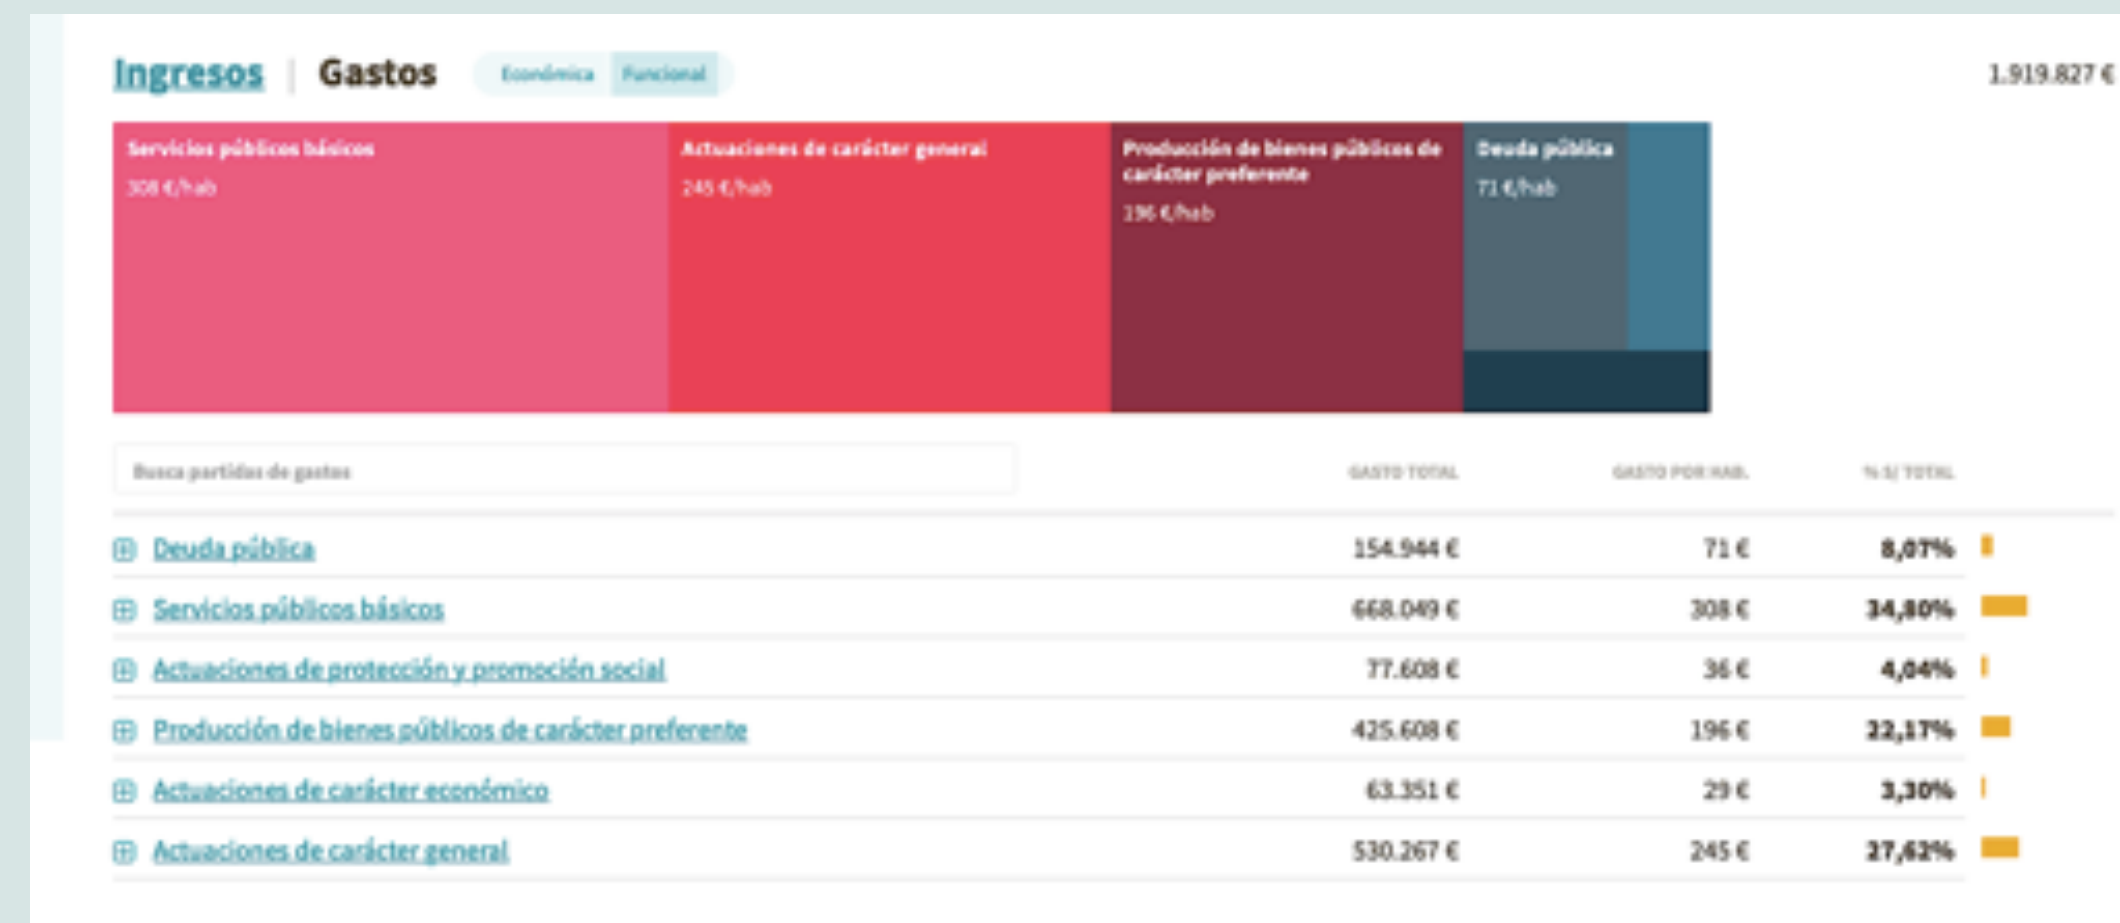 Ingresos | Gastos Económica Funcional 1.919.827 €
Servicios públicos básicos
308 €/hab
Actuaciones de carácter general
245 €/hab
Producción de bienes públicos de
carácter preferente
196 €/hab
Deuda pública
71 €/hab
Busca partidas de gastos GASTO TOTAL GASTO POR HAB. % S/ TOTAL
Deuda pública 154.944 € 71 € 8,07%
Servicios públicos básicos 668.049 € 308 € 34,80%
Actuaciones de protección y promoción social 77.608 € 36 € 4,04%
Producción de bienes públicos de carácter preferente 425.608 € 196 € 22,17%
Actuaciones de carácter económico 63.351 € 29 € 3,30%
Actuaciones de carácter general 530.267 € 245 € 27,62%